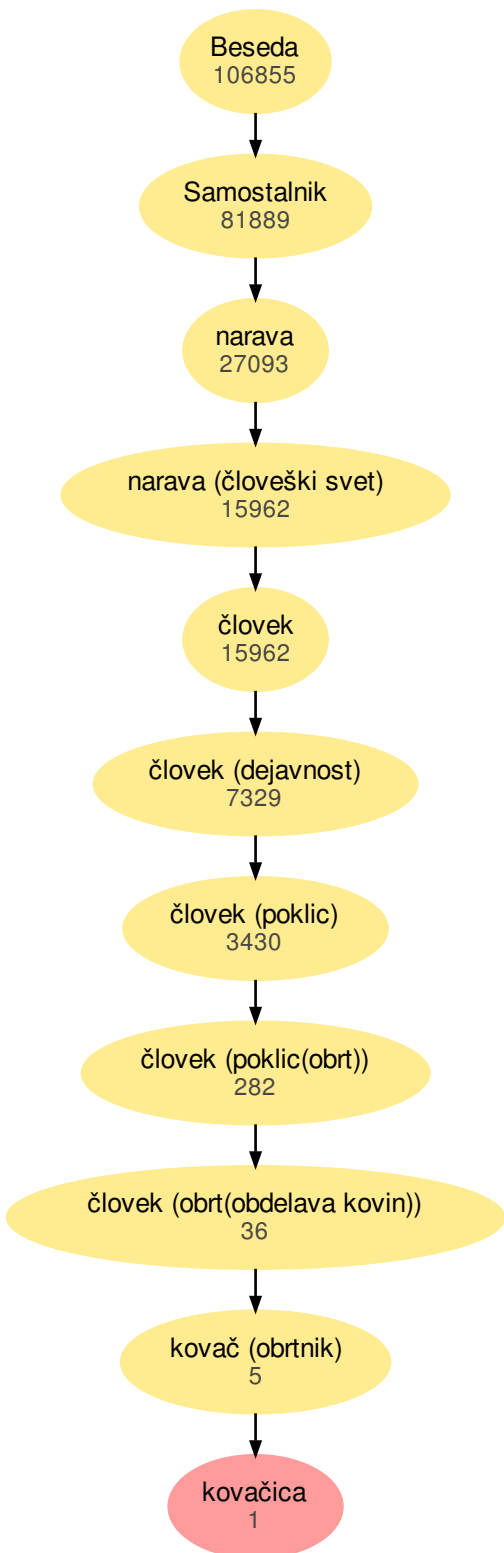 Beseda
106855
Samostalnik
81889
narava
27093
narava (človeški svet)
15962
človek
15962
človek (dejavnost)
7329
človek (poklic)
3430
človek (poklic(obrt))
282
človek (obrt(obdelava kovin))
36
kovač (obrtnik)
5
kovačica
1